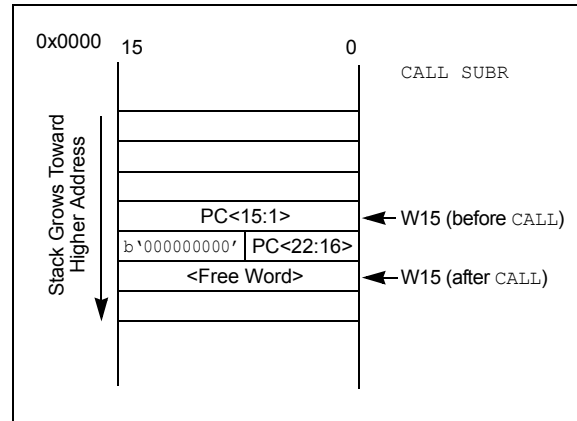 0x0000
15 0
CALL SUBR
Stack Grows Toward
Higher Address
PC<15:1>
W15 (before CALL)
b‘000000000’ PC<22:16>
<Free Word>
W15 (after CALL)